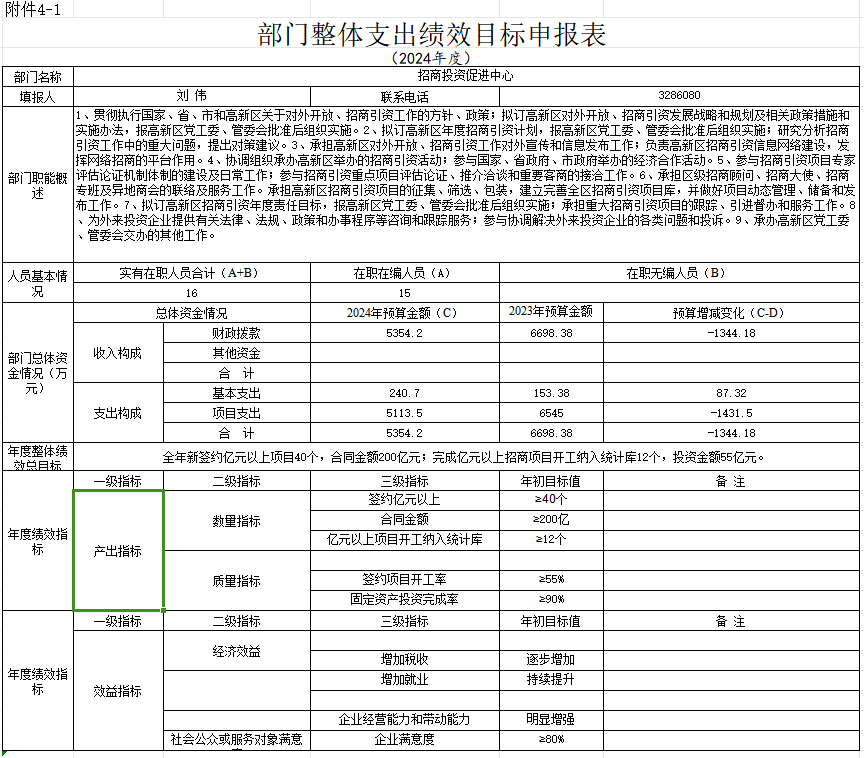 附件4-1
部门整体支出绩效目标申报表
（2024年度）
部门名称 招商投资促进中心
填报人 刘 伟 联系电话 3286080
部门职能概述
1、贯彻执行国家、省、市和高新区关于对外开放、招商引资工作的方针、政策；拟订高新区对外开放、招商引资发展战略和规划及相关政策措施和
实施办法，报高新区党工委、管委会批准后组织实施。2、拟订高新区年度招商引资计划，报高新区党工委、管委会批准后组织实施；研究分析招商
引资工作中的重大问题，提出对策建议。3、承担高新区对外开放、招商引资工作对外宣传和信息发布工作；负责高新区招商引资信息网络建设，发
挥网络招商的平台作用。4、协调组织承办高新区举办的招商引资活动；参与国家、省政府、市政府举办的经济合作活动。5、参与招商引资项目专家
评估论证机制体制的建设及日常工作；参与招商引资重点项目评估论证、推介洽谈和重要客商的接洽工作。6、承担区级招商顾问、招商大使、招商
专班及异地商会的联络及服务工作。承担高新区招商引资项目的征集、筛选、包装，建立完善全区招商引资项目库，并做好项目动态管理、储备和发
布工作。7、拟订高新区招商引资年度责任目标，报高新区党工委、管委会批准后组织实施；承担重大招商引资项目的跟踪、引进督办和服务工作。8
、为外来投资企业提供有关法律、法规、政策和办事程序等咨询和跟踪服务；参与协调解决外来投资企业的各类问题和投诉。9、承办高新区党工委
、管委会交办的其他工作。
人员基本情况
实有在职人员合计（A+B） 在职在编人员（A） 在职无编人员（B）
16 15
部门总体资金情况（万元）
总体资金情况 2024年预算金额（C） 2023年预算金额 预算增减变化（C-D）
收入构成
财政拨款 5354.2 6698.38 -1344.18
其他资金
合 计
支出构成
基本支出 240.7 153.38 87.32
项目支出 5113.5 6545 -1431.5
合 计 5354.2 6698.38 -1344.18
年度整体绩效总目标
全年新签约亿元以上项目40个，合同金额200亿元；完成亿元以上招商项目开工纳入统计库12个，投资金额55亿元。
年度绩效指标
一级指标 二级指标 三级指标 年初目标值 备 注
产出指标
数量指标
签约亿元以上 ≥40个
合同金额 ≥200亿
亿元以上项目开工纳入统计库 ≥12个
质量指标
签约项目开工率 ≥55%
固定资产投资完成率 ≥90%
年度绩效指标
一级指标 二级指标 三级指标 年初目标值 备 注
效益指标
经济效益
增加税收 逐步增加
增加就业 持续提升
企业经营能力和带动能力 明显增强
社会公众或服务对象满意 企业满意度 ≥80%